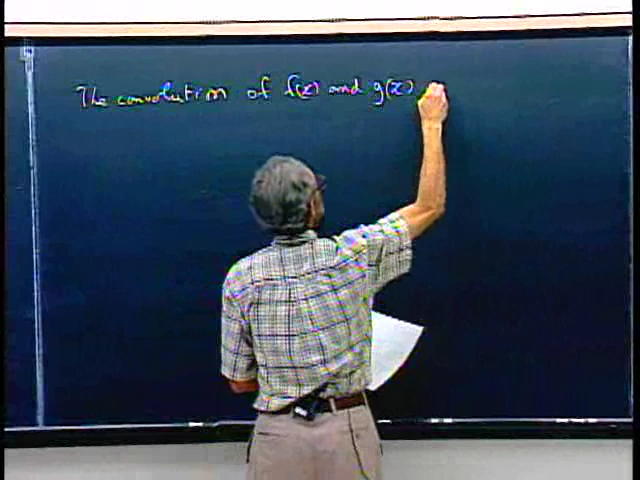 The convolution of f(x) and g(x)